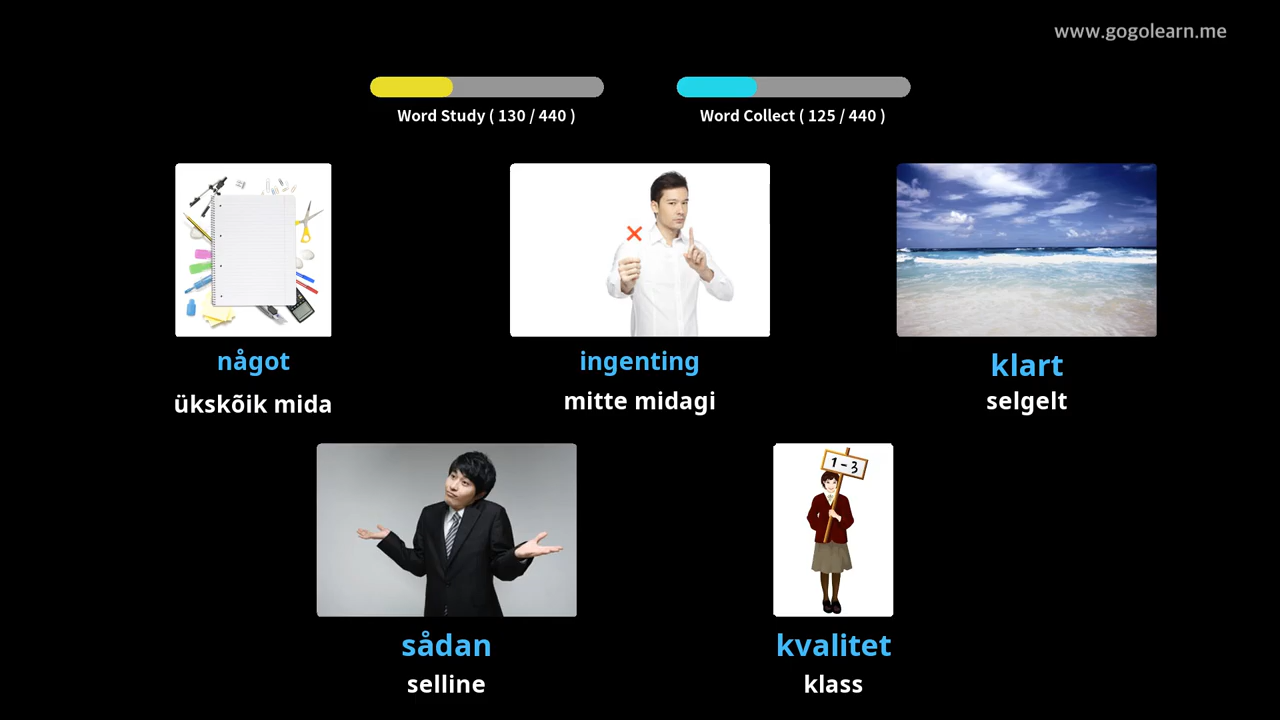 www.gogolearn.me
Word Study ( 130 / 440 )
Word Collect ( 125 / 440 )
något
ükskõik mida
ingenting
mitte midagi
klart
selgelt
1-3
sådan
selline
kvalitet
klass